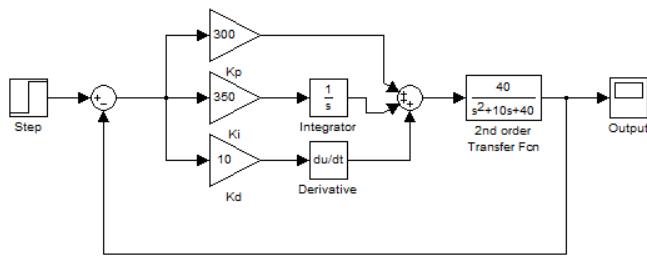 300
Kp
Step
+
−
350
Ki
1
s
Integrator
+
+
+
40
s²+10s+40
2nd order
Transfer Fcn
Output
10
Kd
du/dt
Derivative